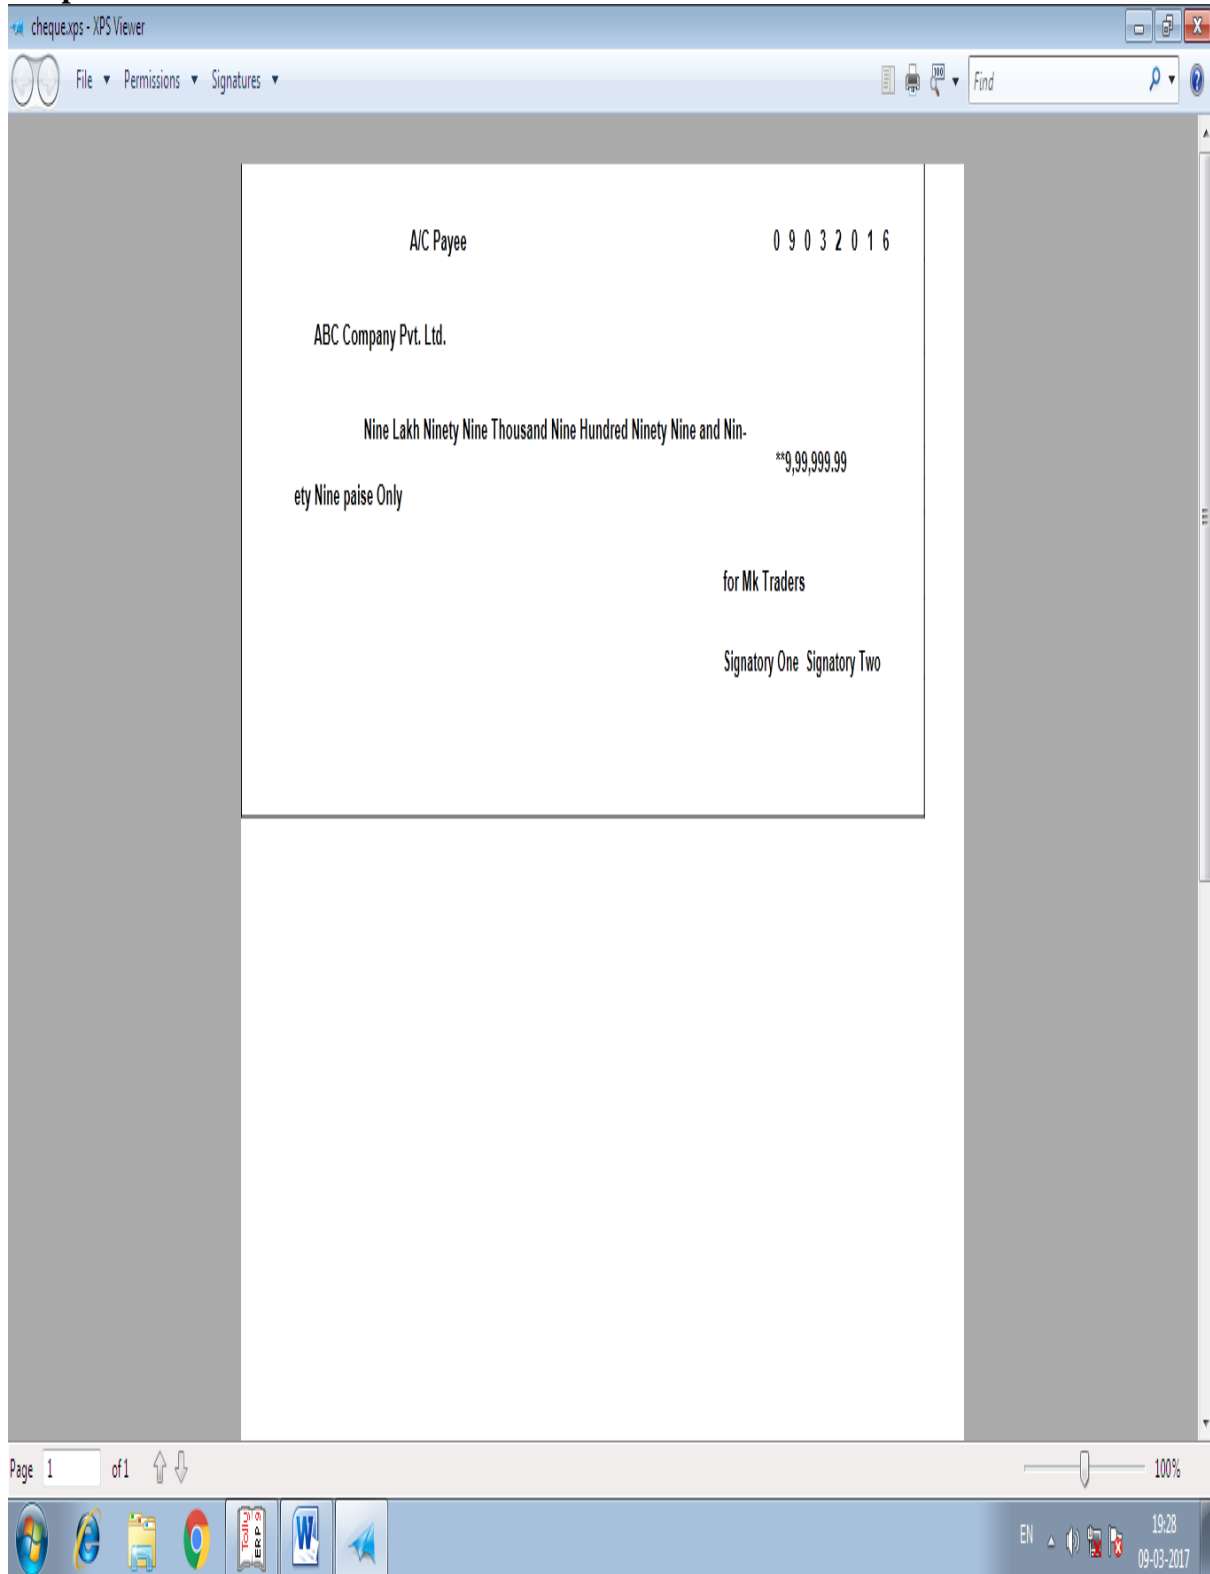 cheque.xps - XPS Viewer
File Permissions Signatures
Find
A/C Payee 0 9 0 3 2 0 1 6
ABC Company Pvt. Ltd.
Nine Lakh Ninety Nine Thousand Nine Hundred Ninety Nine and Nin-
**9,99,999.99
ety Nine paise Only
for Mk Traders
Signatory One Signatory Two
Page 1 of 1 100%
Tally ERP 9
W
EN 19:28
09-03-2017